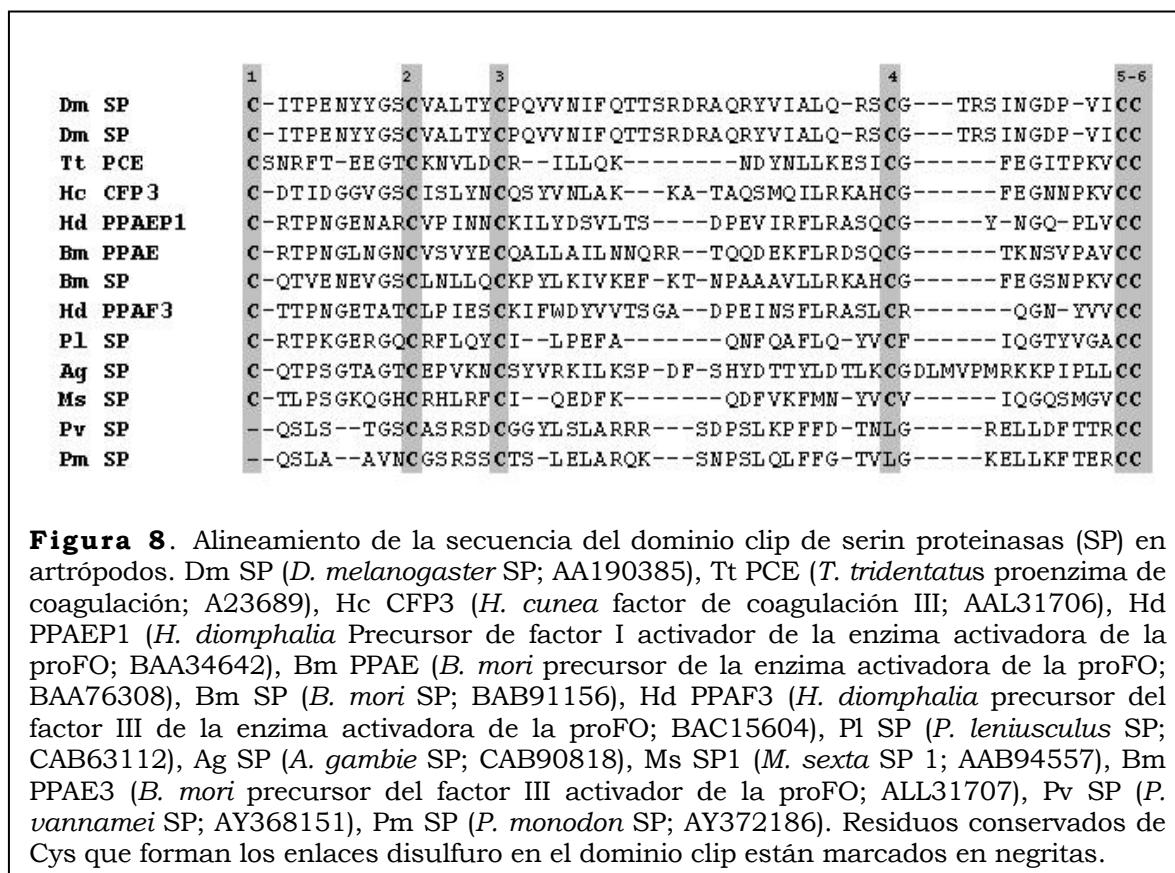 1 2 3 4 5-6
Dm SP C-ITPENYYGSCVALTYCPQVVNIFQTTSRDRAQRYVIALQ-RSCG---TRSINGDP-VICC
Dm SP C-ITPENYYGSCVALTYCPQVVNIFQTTSRDRAQRYVIALQ-RSCG---TRSINGDP-VICC
Tt PCE CSNRFT-EEGTCKNVLDCR--ILLQK--------NDYNLLKESICG------FEGITPKVCC
Hc CFP3 C-DTIDGGVGSCISLYNCQSYVNLAK---KA-TAQSMQILRKAHCG------FEGNNPKVCC
Hd PPAEP1 C-RTPNGENARCVPINNCKILYDSVLTS----DPEVIRFLRASQCG-----Y-NGQ-PLVCC
Bm PPAE C-RTPNGLNGNCVSVYECQALLAILNNQRR--TQQDEKFLRDSQCG------TKNSVPAVCC
Bm SP C-QTVENEVGSCLNLLQCKPYLKIVKEF-KT-NPAAAVLLRKAHCG------FEGSNPKVCC
Hd PPAF3 C-TTPNGETATCLPIESCKIFWDYVVTSGA--DPEINSFLRASLCR-------QGN-YVVCC
Pl SP C-RTPKGERGQCRFLQYCI--LPEFA------QNFQAFLQ-YVCF------IQGTYVGACC
Ag SP C-QTPSGTAGTCEPVKNCSYVRKILKSP-DF-SHYDTTYLDTLKCGDLMVPMRKKPIPLLCC
Ms SP C-TLPSGKQGHCRHLRFCI--QEDFK------QDFVKFMN-YVCV------IQGQSMGVCC
Pv SP --QSLS--TGSCASRSDCGGYLSLARRR---SDPSLKPFFD-TNLG-----RELLDFTTRCC
Pm SP --QSLA--AVNCGSRSSCTS-LELARQK---SNPSLQLFFG-TVLG-----KELLKFTERCC
Figura 8. Alineamiento de la secuencia del dominio clip de serin proteinasas (SP) en
artrópodos. Dm SP (D. melanogaster SP; AA190385), Tt PCE (T. tridentatus proenzima de
coagulación; A23689), Hc CFP3 (H. cunea factor de coagulación III; AAL31706), Hd
PPAEP1 (H. diomphalia Precursor de factor I activador de la enzima activadora de la
proFO; BAA34642), Bm PPAE (B. mori precursor de la enzima activadora de la proFO;
BAA76308), Bm SP (B. mori SP; BAB91156), Hd PPAF3 (H. diomphalia precursor del
factor III de la enzima activadora de la proFO; BAC15604), Pl SP (P. leniusculus SP;
CAB63112), Ag SP (A. gambie SP; CAB90818), Ms SP1 (M. sexta SP 1; AAB94557), Bm
PPAE3 (B. mori precursor del factor III activador de la proFO; ALL31707), Pv SP (P.
vannamei SP; AY368151), Pm SP (P. monodon SP; AY372186). Residuos conservados de
Cys que forman los enlaces disulfuro en el dominio clip están marcados en negritas.